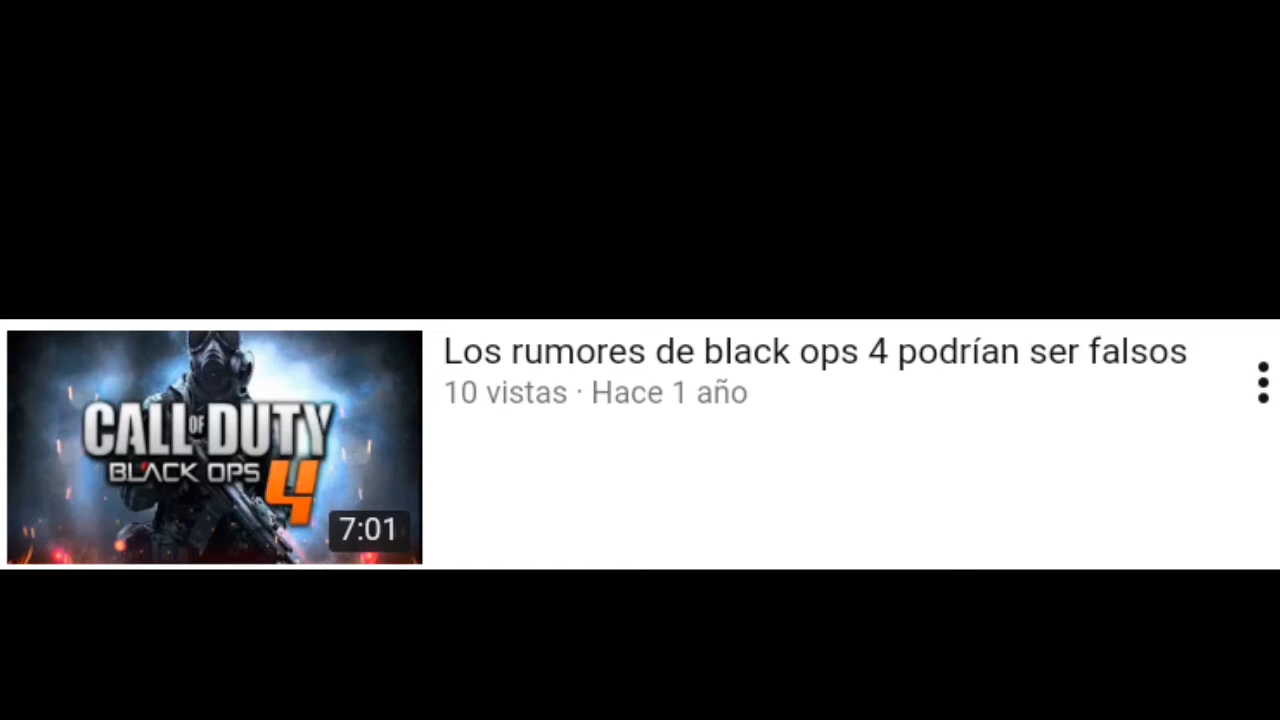 CALL OF DUTY
BLACK OPS 4
7:01
Los rumores de black ops 4 podrían ser falsos
10 vistas · Hace 1 año